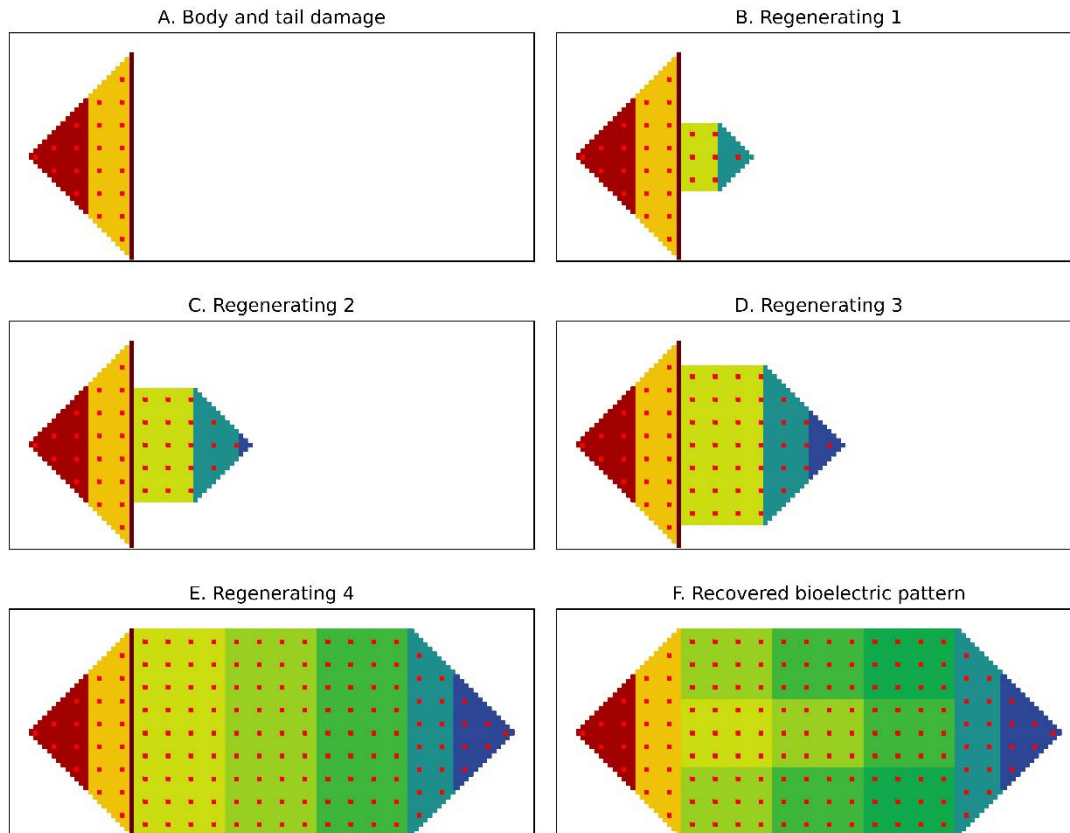 A. Body and tail damage
B. Regenerating 1
C. Regenerating 2
D. Regenerating 3
E. Regenerating 4
F. Recovered bioelectric pattern